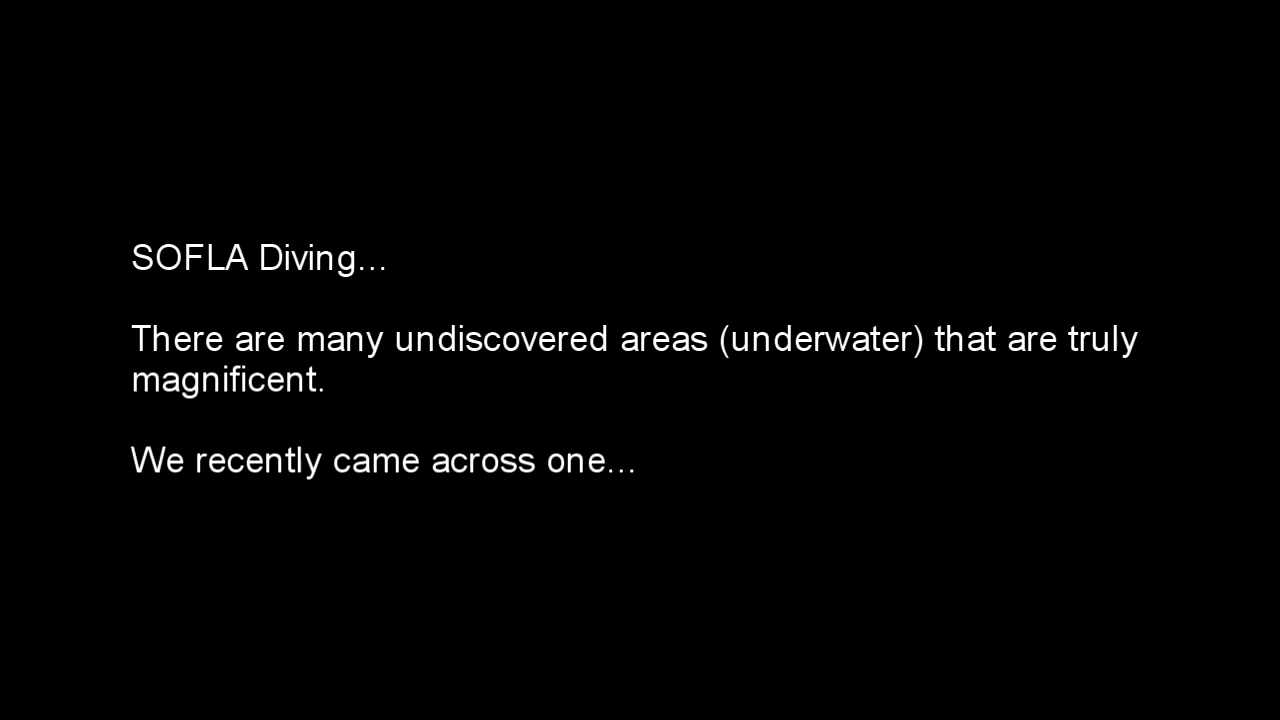 SOFLA Diving...
There are many undiscovered areas (underwater) that are truly
magnificent.
We recently came across one...